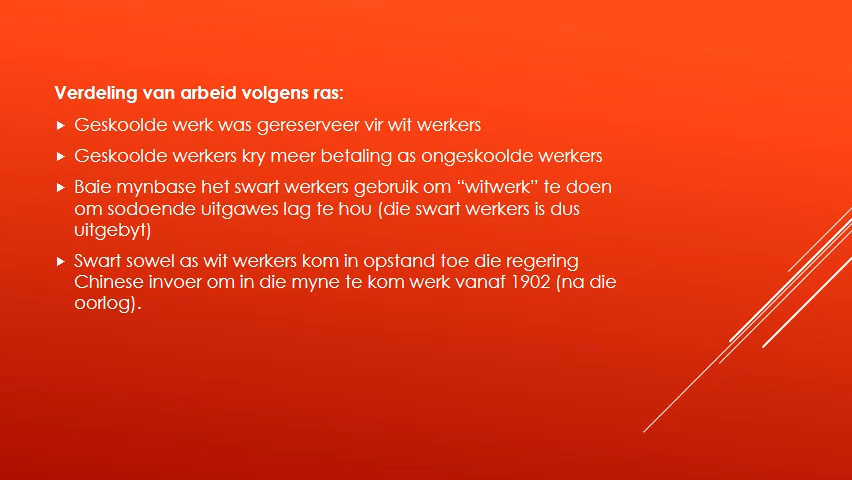 Verdeling van arbeid volgens ras:
Geskoolde werk was gereserveer vir wit werkers
Geskoolde werkers kry meer betaling as ongeskoolde werkers
Baie mynbase het swart werkers gebruik om “witwerk” te doen
om sodoende uitgawes lag te hou (die swart werkers is dus
uitgebyt)
Swart sowel as wit werkers kom in opstand toe die regering
Chinese invoer om in die myne te kom werk vanaf 1902 (na die
oorlog).